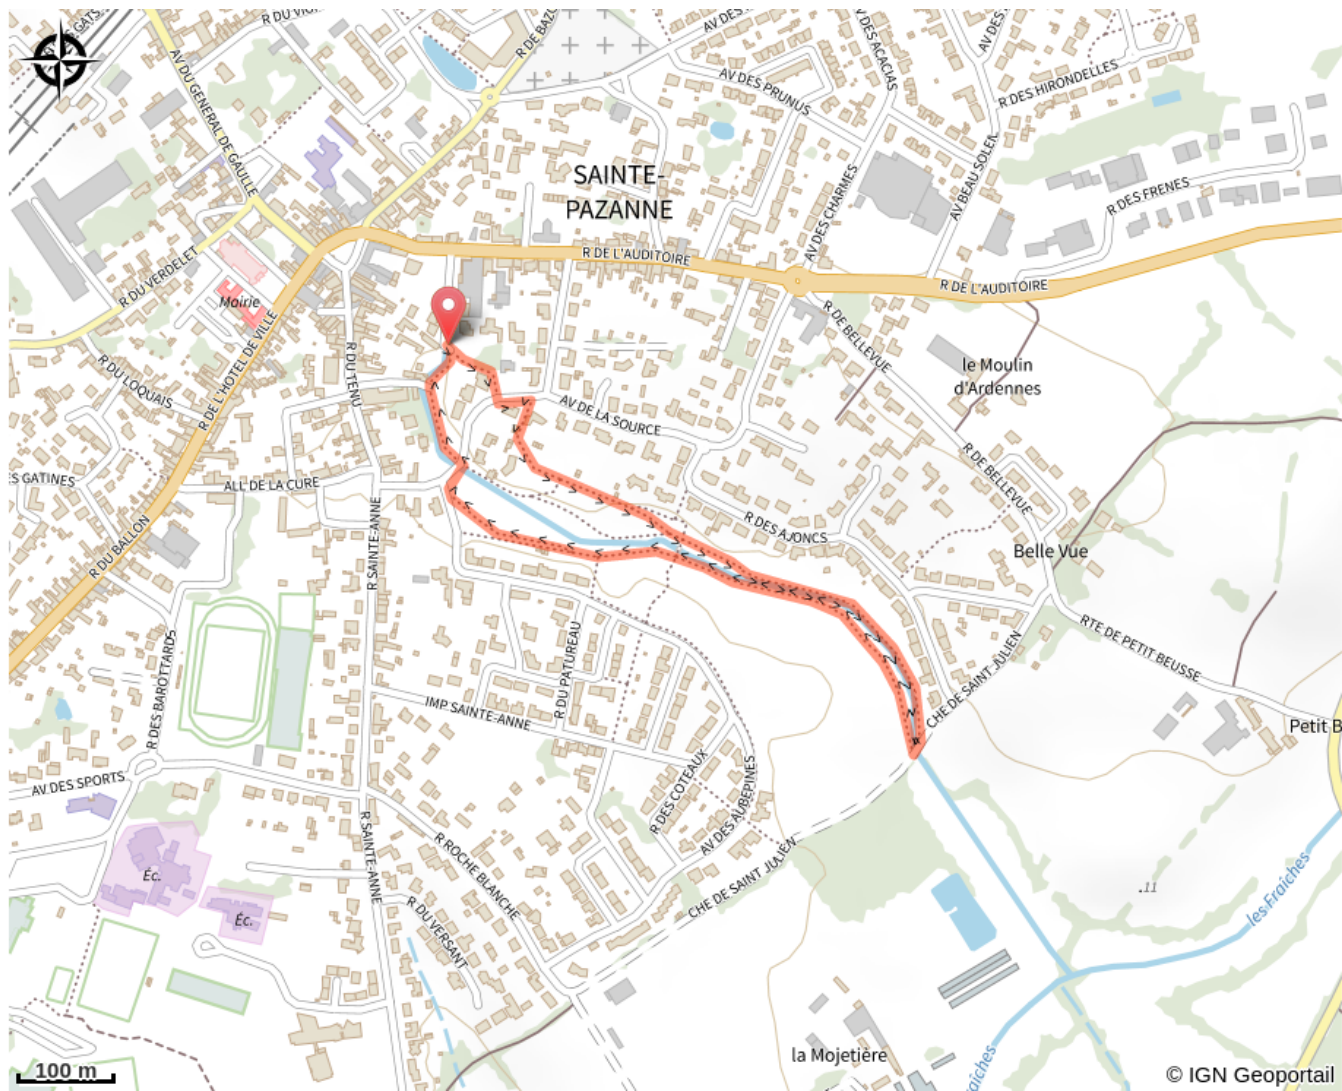 R DE BAZO
AV DES
AV DES ACACIAS
AV DES
AV DU GENERAL DE GAULLE
AV DES PRUNUS
R DES HIRONDELLES
SAINTE-
PAZANNE
AV BEAU SOLEIL
R DES FRENES
AV DES CHARMES
R DU VERDELET
R DE L'AUDITOIRE
R DE L'AUDITOIRE
Mairie
R DE L'HOTEL DE VILLE
R DU LOQUAIS
R DU TENU
R DE BELLEVUE
le Moulin
d'Ardennes
AV DE LA SOURCE
R DE BELLEVUE
ES GATINES
ALL DE LA CURE
R DU BALLON
R SAINTE-ANNE
R DES AJONCS
Belle Vue
RTE DE PETIT BEUSSE
CHE DE SAINT JULIEN
R DES BAROTTARDS
R DU PATUREAU
IMP SAINTE-ANNE
Petit B
AV DES SPORTS
R DES COTEAUX
AV DES AUBEPINES
R SAINTE-ANNE
R ROCHE BLANCHE
CHE DE SAINT JULIEN
Éc.
Éc.
R DU VERSANT
11
les Fraîches
la Mojetière
raîches
100 m
© IGN Geoportail